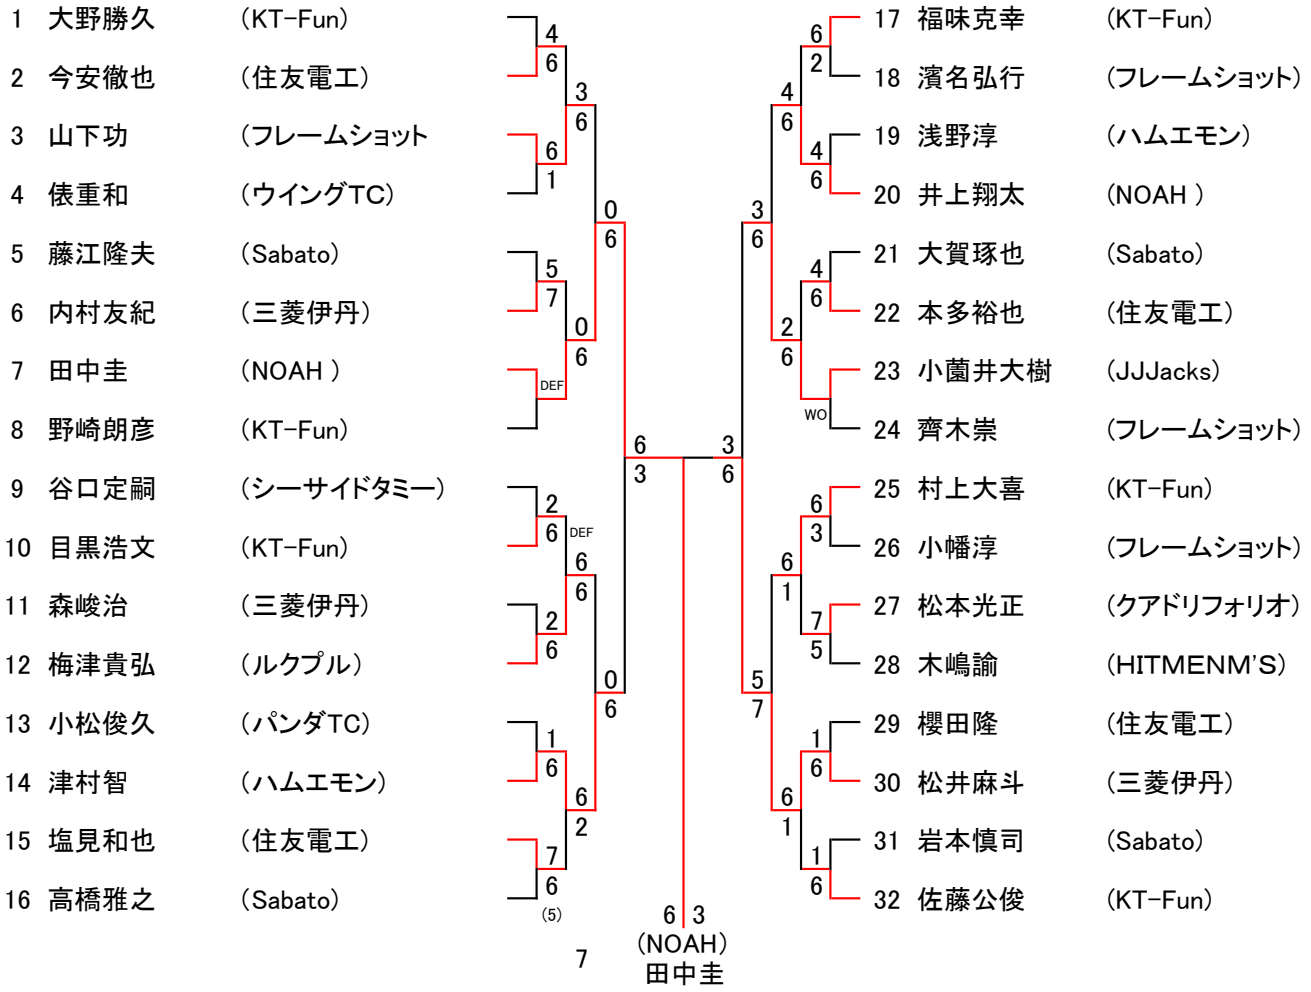 1 大野勝久 (KT-Fun)
4
2 今安徹也 (住友電工)
6
3
3 山下功 (フレームショット
6
6
4 俵重和 (ウイングTC)
1
0
6
5 藤江隆夫 (Sabato)
5
6 内村友紀 (三菱伊丹)
7
0
7 田中圭 (NOAH )
6
DEF
8 野崎朗彦 (KT-Fun)
6
3
9 谷口定嗣 (シーサイドタミー)
2
10 目黒浩文 (KT-Fun)
6
DEF
6
11 森峻治 (三菱伊丹)
6
2
12 梅津貴弘 (ルクプル)
6
0
6
13 小松俊久 (パンダTC)
1
14 津村智 (ハムエモン)
6
6
15 塩見和也 (住友電工)
2
7
16 高橋雅之 (Sabato)
6
(5)
17 福味克幸 (KT-Fun)
6
18 濱名弘行 (フレームショット)
2
4
19 浅野淳 (ハムエモン)
6
4
20 井上翔太 (NOAH )
6
3
6
21 大賀琢也 (Sabato)
4
22 本多裕也 (住友電工)
6
2
23 小薗井大樹 (JJJacks)
6
WO
24 齊木崇 (フレームショット)
3
6
25 村上大喜 (KT-Fun)
6
26 小幡淳 (フレームショット)
3
6
27 松本光正 (クアドリフォリオ)
1
7
28 木嶋諭 (HITMENM'S)
5
5
7
29 櫻田隆 (住友電工)
1
30 松井麻斗 (三菱伊丹)
6
6
31 岩本慎司 (Sabato)
1
1
32 佐藤公俊 (KT-Fun)
6
6 3
(NOAH)
7
田中圭